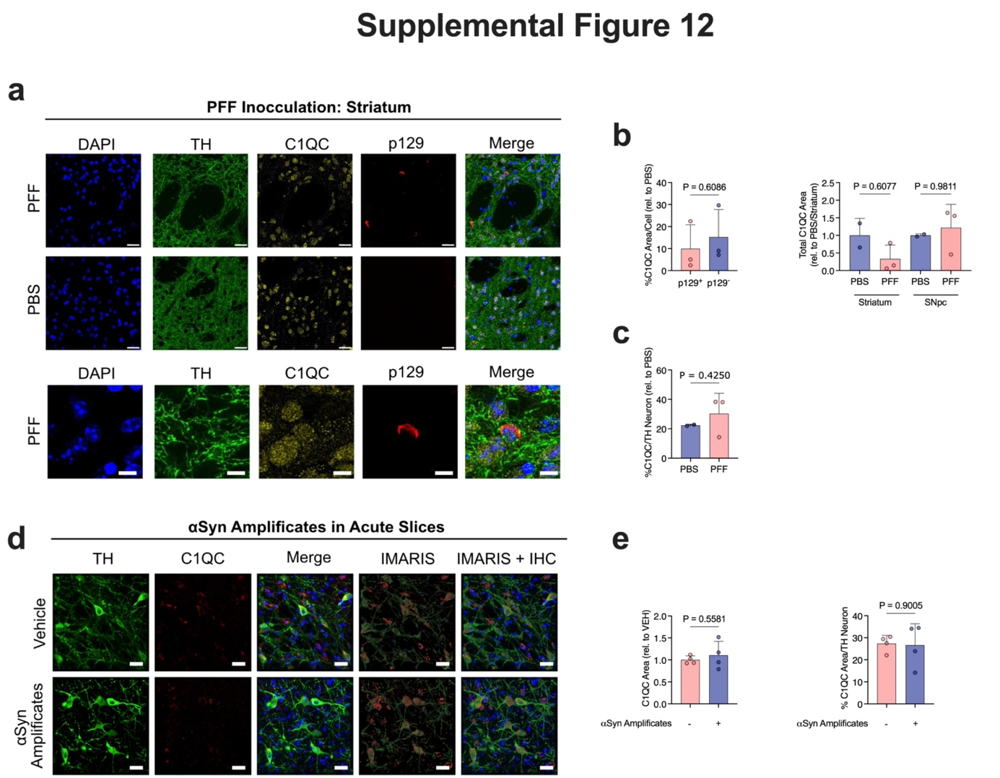 Supplemental Figure 12
a
PFF Inocculation: Striatum
DAPI TH C1QC p129 Merge
PFF
PBS
DAPI TH C1QC p129 Merge
PFF
b
%C1QC Area/Cell (rel. to PBS)
40
30
20
10
0
P = 0.6086
p129+ p129-
Total C1QC Area
(rel. to PBS/Striatum)
2.5
2.0
1.5
1.0
0.5
0.0
P = 0.6077 P = 0.9811
PBS PFF PBS PFF
Striatum SNpc
c
%C1QC/TH Neuron (rel. to PBS)
60
40
20
0
P = 0.4250
PBS PFF
d
αSyn Amplificates in Acute Slices
TH C1QC Merge IMARIS IMARIS + IHC
Vehicle
αSyn
Amplificates
e
C1QC Area (rel. to VEH)
2.0
1.5
1.0
0.5
0.0
P = 0.5581
αSyn Amplificates - +
% C1QC Area/TH Neuron
40
30
20
10
0
P = 0.9005
αSyn Amplificates - +